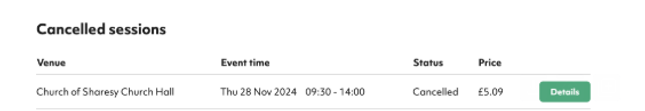 Cancelled sessions
Venue Event time Status Price
Church of Sharesy Church Hall Thu 28 Nov 2024 09:30 - 14:00 Cancelled £5.09 Details